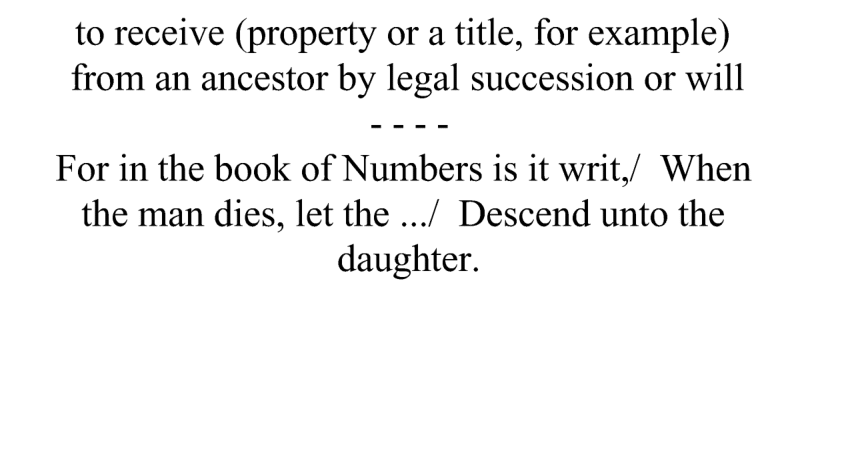 to receive (property or a title, for example)
from an ancestor by legal succession or will
- - - -
For in the book of Numbers is it writ,/  When
the man dies, let the .../  Descend unto the
daughter.